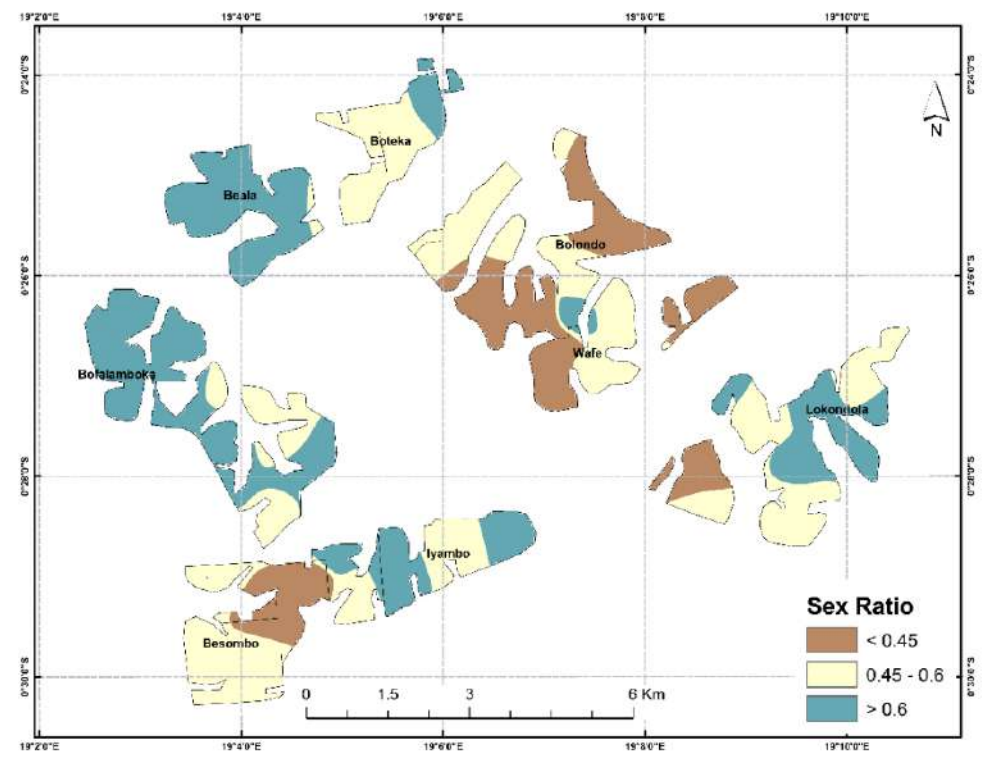 19°2'0"E 19°4'0"E 19°6'0"E 19°8'0"E 19°10'0"E
0°24'0"S 0°24'0"S
N
Boteka
Beala
Bolondo
0°26'0"S 0°26'0"S
Wafe
Bofalamboka
Lokongola
0°28'0"S 0°28'0"S
Iyambo
Sex Ratio
< 0.45
Besombo
0.45 - 0.6
0°30'0"S 0°30'0"S
0 1.5 3 6 Km
> 0.6
19°2'0"E 19°4'0"E 19°6'0"E 19°8'0"E 19°10'0"E